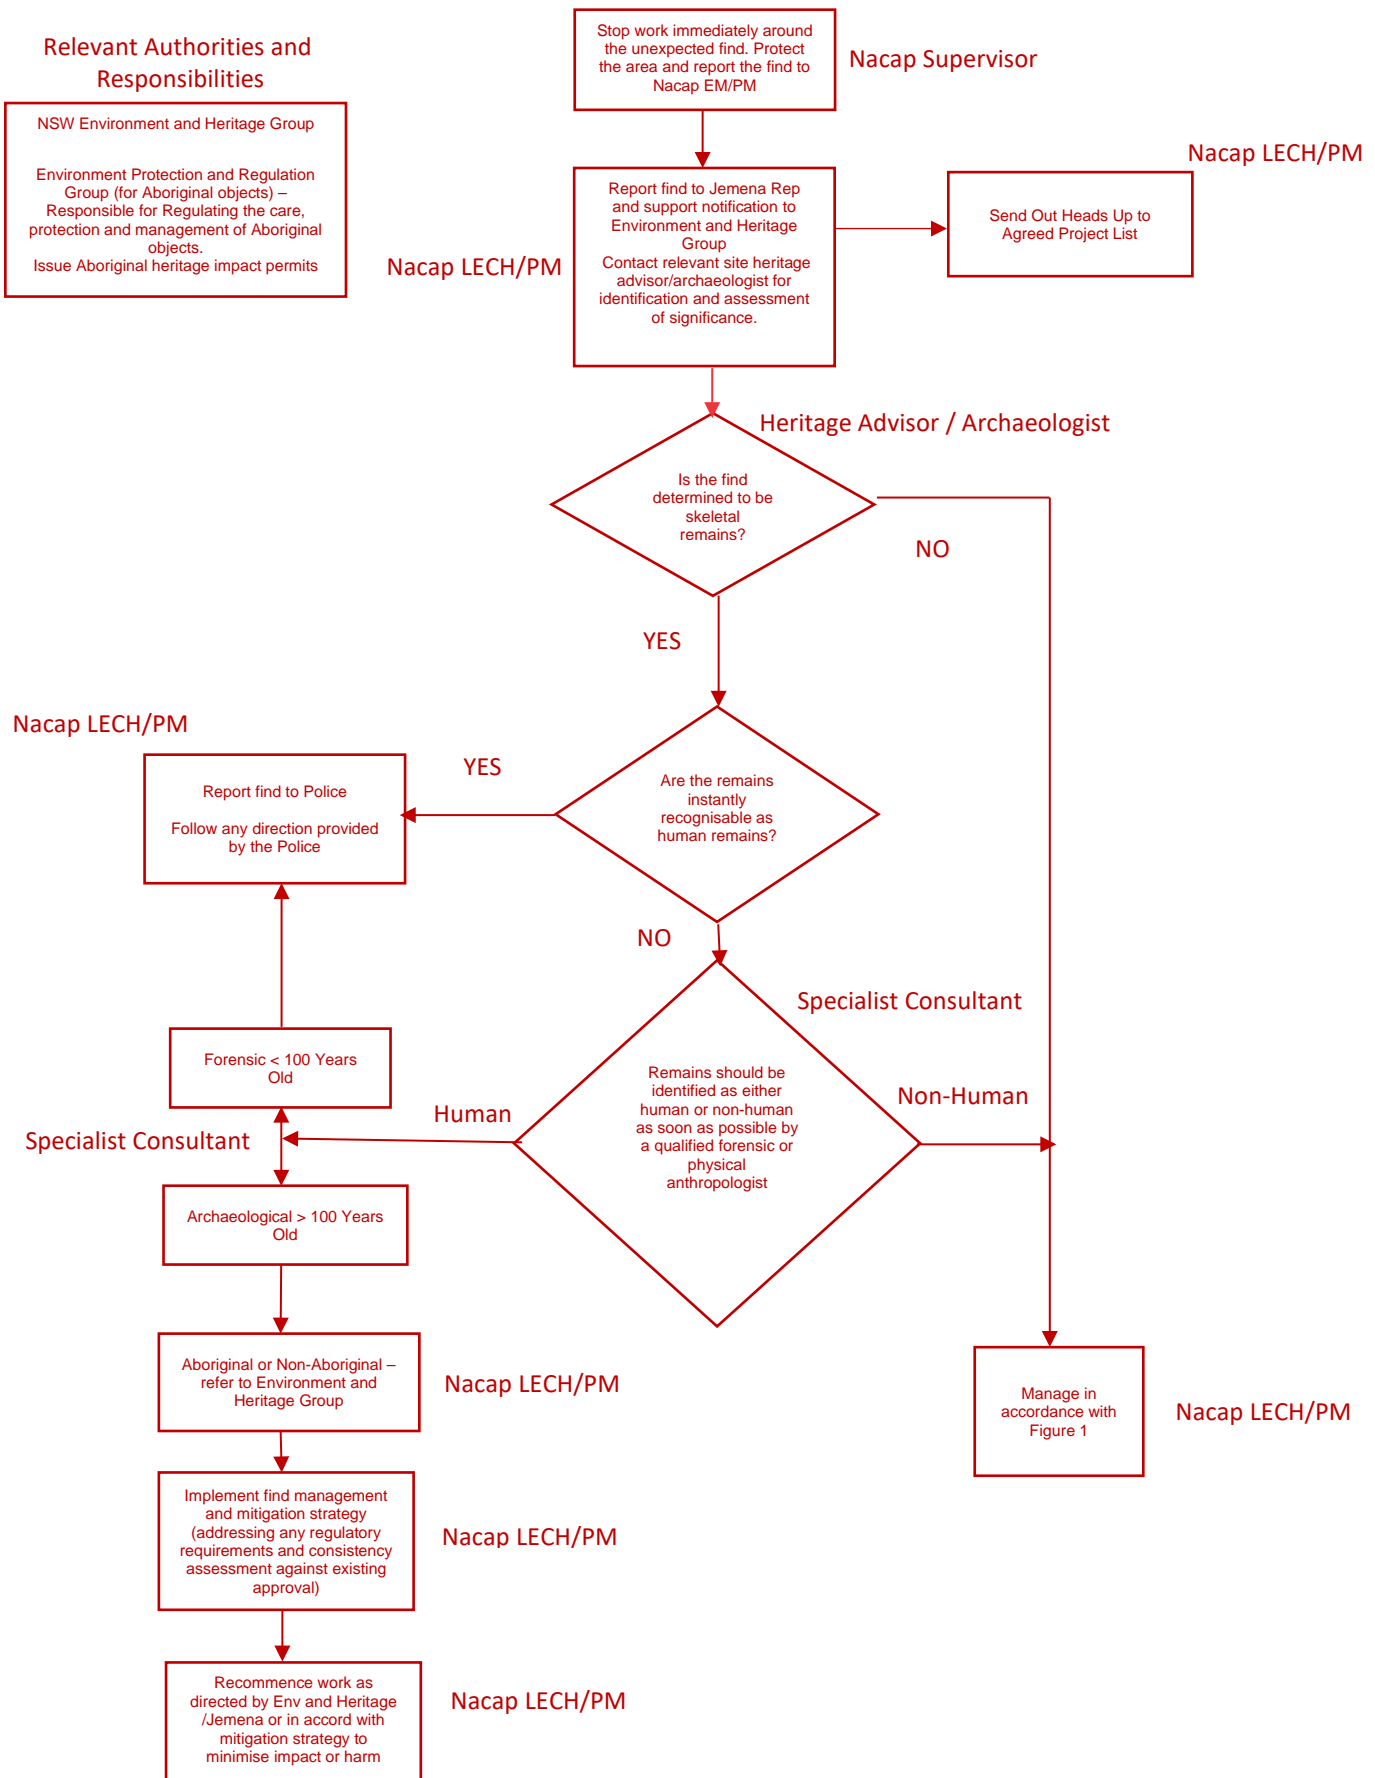 Relevant Authorities and
Responsibilities
NSW Environment and Heritage Group
Environment Protection and Regulation
Group (for Aboriginal objects) –
Responsible for Regulating the care,
protection and management of Aboriginal
objects.
Issue Aboriginal heritage impact permits
Stop work immediately around
the unexpected find. Protect
the area and report the find to
Nacap EM/PM
Nacap Supervisor
Nacap LECH/PM
Report find to Jemena Rep
and support notification to
Environment and Heritage
Group
Contact relevant site heritage
advisor/archaeologist for
identification and assessment
of significance.
Nacap LECH/PM
Send Out Heads Up to
Agreed Project List
Heritage Advisor / Archaeologist
Is the find
determined to be
skeletal
remains?
NO
YES
Nacap LECH/PM
Report find to Police
Follow any direction provided
by the Police
YES
Are the remains
instantly
recognisable as
human remains?
NO
Specialist Consultant
Remains should be
identified as either
human or non-human
as soon as possible by
a qualified forensic or
physical
anthropologist
Non-Human
Human
Forensic < 100 Years
Old
Specialist Consultant
Archaeological > 100 Years
Old
Aboriginal or Non-Aboriginal –
refer to Environment and
Heritage Group
Nacap LECH/PM
Manage in
accordance with
Figure 1
Nacap LECH/PM
Implement find management
and mitigation strategy
(addressing any regulatory
requirements and consistency
assessment against existing
approval)
Nacap LECH/PM
Recommence work as
directed by Env and Heritage
/Jemena or in accord with
mitigation strategy to
minimise impact or harm
Nacap LECH/PM